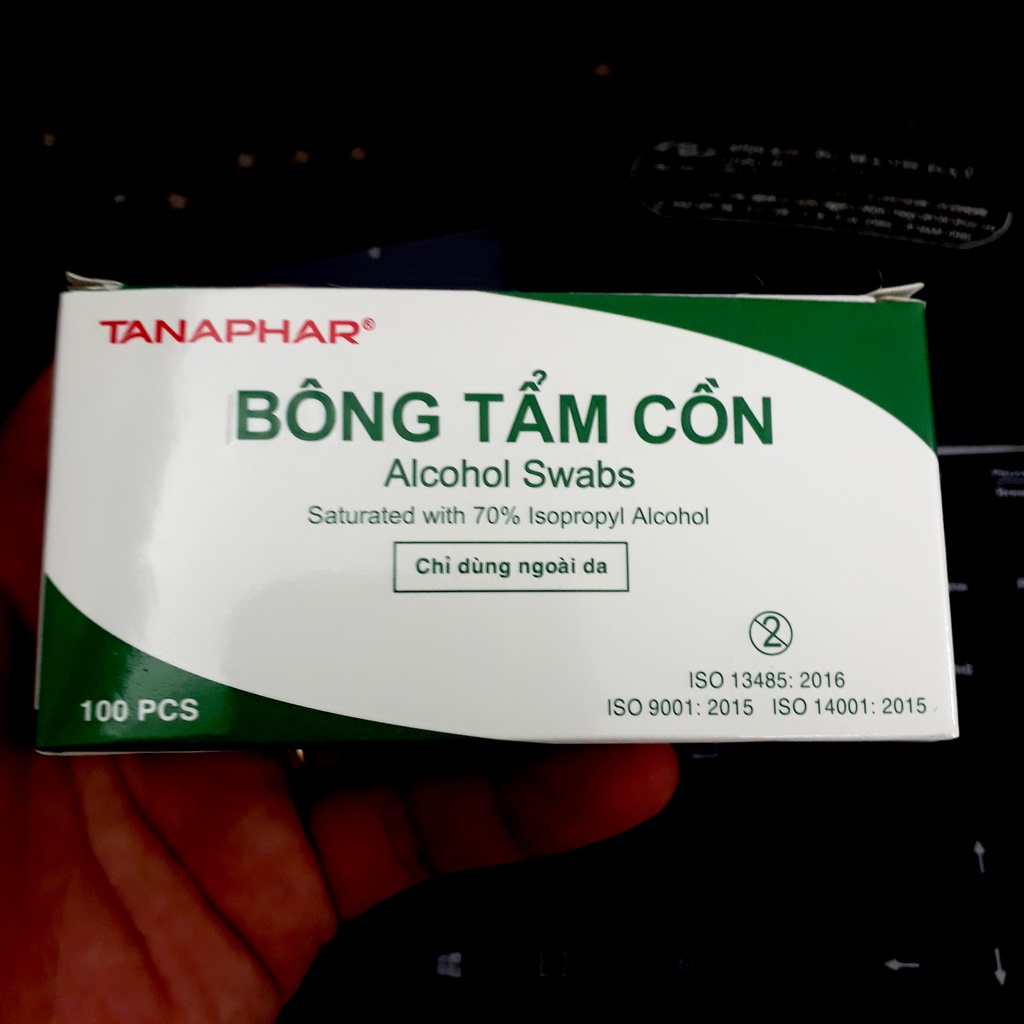 TANAPHAR®
BÔNG TẨM CỒN
Alcohol Swabs
Saturated with 70% Isopropyl Alcohol
Chỉ dùng ngoài da
2
ISO 13485: 2016
ISO 9001: 2015 ISO 14001: 2015
100 PCS